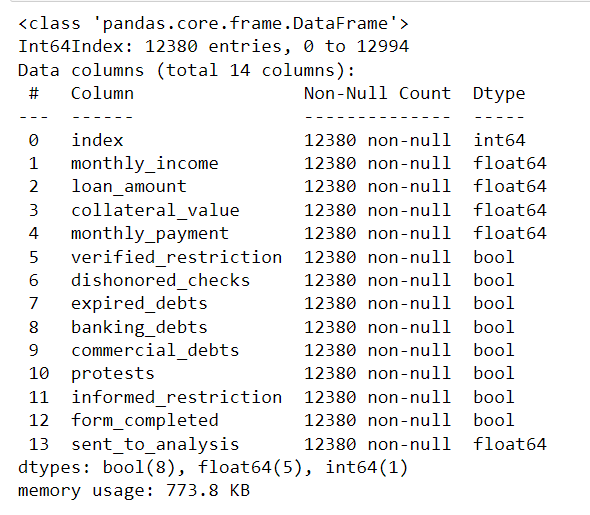 <class 'pandas.core.frame.DataFrame'>
Int64Index: 12380 entries, 0 to 12994
Data columns (total 14 columns):
 #   Column                Non-Null Count  Dtype  
---  ------                --------------  -----  
 0   index                 12380 non-null  int64  
 1   monthly_income        12380 non-null  float64
 2   loan_amount           12380 non-null  float64
 3   collateral_value      12380 non-null  float64
 4   monthly_payment       12380 non-null  float64
 5   verified_restriction  12380 non-null  bool   
 6   dishonored_checks     12380 non-null  bool   
 7   expired_debts         12380 non-null  bool   
 8   banking_debts         12380 non-null  bool   
 9   commercial_debts      12380 non-null  bool   
 10  protests              12380 non-null  bool   
 11  informed_restriction  12380 non-null  bool   
 12  form_completed        12380 non-null  bool   
 13  sent_to_analysis      12380 non-null  float64
dtypes: bool(8), float64(5), int64(1)
memory usage: 773.8 KB